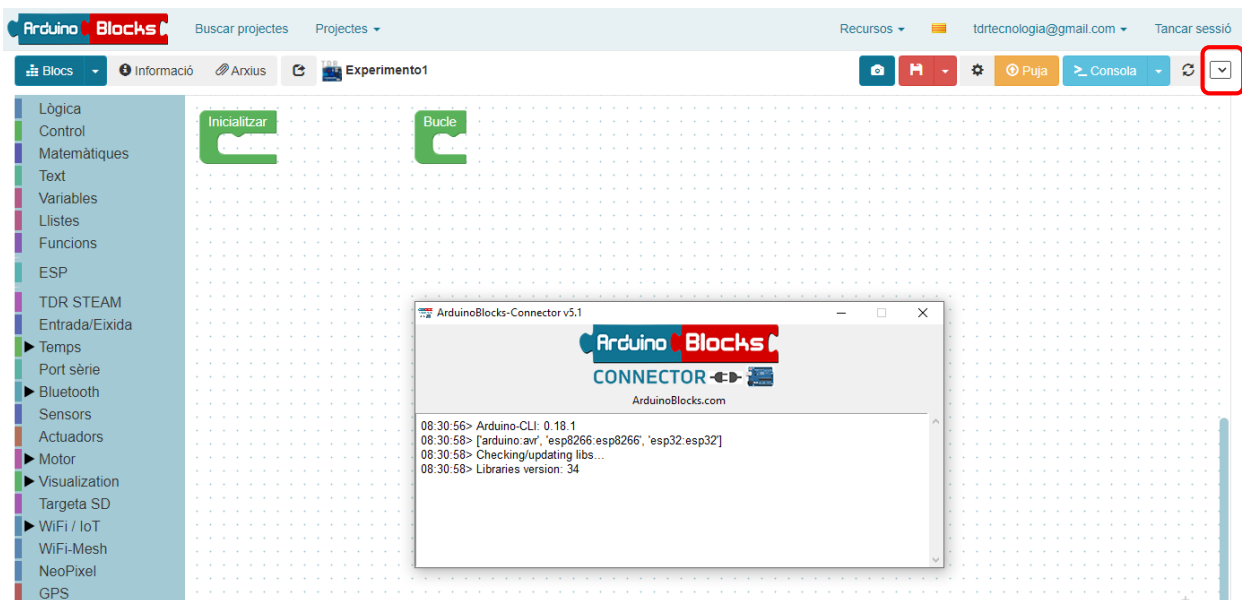 Arduino Blocks Buscar projectes Projectes Recursos tdrtecnologia@gmail.com Tancar sessió
Blocs Informació Arxius TDR Experimento1 Puja Consola
Lògica
Control
Matemàtiques
Text
Variables
Llistes
Funcions
ESP
TDR STEAM
Entrada/Eixida
Temps
Port sèrie
Bluetooth
Sensors
Actuadors
Motor
Visualization
Targeta SD
WiFi / IoT
WiFi-Mesh
NeoPixel
GPS
Inicialitzar
Bucle
ArduinoBlocks-Connector v5.1
Arduino Blocks
CONNECTOR
ArduinoBlocks.com
08:30:56> Arduino-CLI: 0.18.1
08:30:58> ['arduino:avr', 'esp8266:esp8266', 'esp32:esp32']
08:30:58> Checking/updating libs...
08:30:58> Libraries version: 34